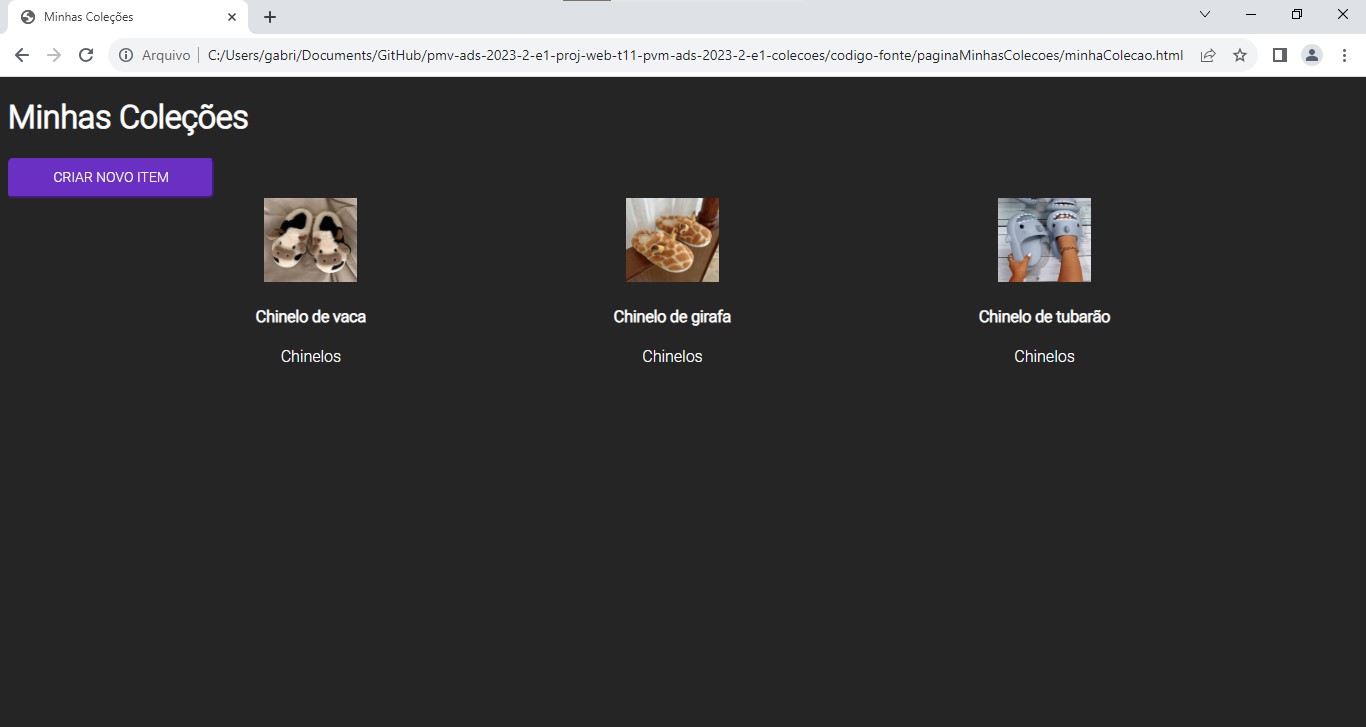 Minhas Coleções
Arquivo C:/Users/gabri/Documents/GitHub/pmv-ads-2023-2-e1-proj-web-t11-pvm-ads-2023-2-e1-colecoes/codigo-fonte/paginaMinhasColecoes/minhaColecao.html
Minhas Coleções
CRIAR NOVO ITEM
Chinelo de vaca Chinelo de girafa Chinelo de tubarão
Chinelos Chinelos Chinelos